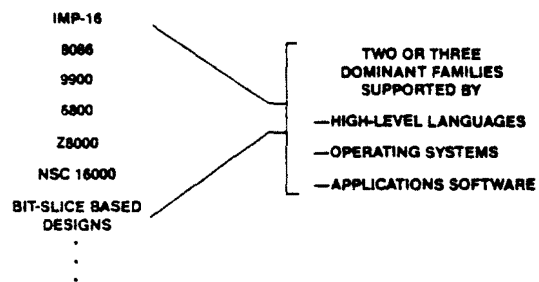 IMP-16
8086
9900
6800
Z8000
NSC 16000
BIT-SLICE BASED
DESIGNS
TWO OR THREE
DOMINANT FAMILIES
SUPPORTED BY
—HIGH-LEVEL LANGUAGES
—OPERATING SYSTEMS
—APPLICATIONS SOFTWARE